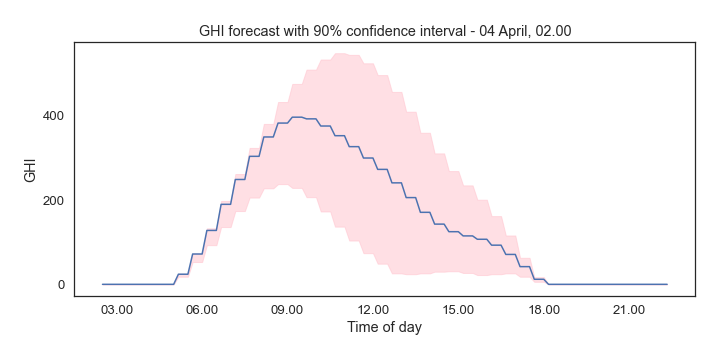 GHI forecast with 90% confidence interval - 04 April, 02.00
GHI
400
200
0
03.00 06.00 09.00 12.00 15.00 18.00 21.00
Time of day